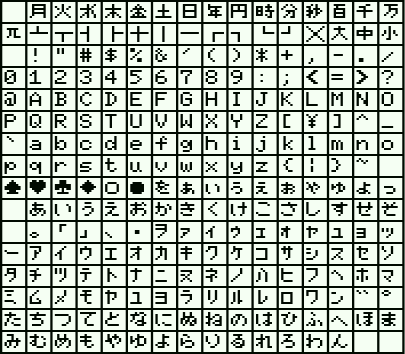 月 火 水 木 金 土 日 年 円 時 分 秒 百 千 万
π ┴ ┬ ┤ ├ ┼ │ ─ ┌ ┐ └ ┘ ╳ 大 中 小
! " # $ % & ' ( ) * + , - . /
0 1 2 3 4 5 6 7 8 9 : ; < = > ?
@ A B C D E F G H I J K L M N O
P Q R S T U V W X Y Z [ ¥ ] ^ _
` a b c d e f g h i j k l m n o
p q r s t u v w x y z { | } ~
♠ ♥ ♣ ♦ ○ ● を ぁ ぃ ぅ ぇ ぉ ゃ ゅ ょ っ
あ い う え お か き く け こ さ し す せ そ
。 「 」 、 ・ ヲ ァ ィ ゥ ェ ォ ャ ュ ョ ッ
ー ア イ ウ エ オ カ キ ク ケ コ サ シ ス セ ソ
タ チ ツ テ ト ナ ニ ヌ ネ ノ ハ ヒ フ ヘ ホ マ
ミ ム メ モ ヤ ユ ヨ ラ リ ル レ ロ ワ ン ゛ ゜
た ち つ て と な に ぬ ね の は ひ ふ へ ほ ま
み む め も や ゆ よ ら り る れ ろ わ ん